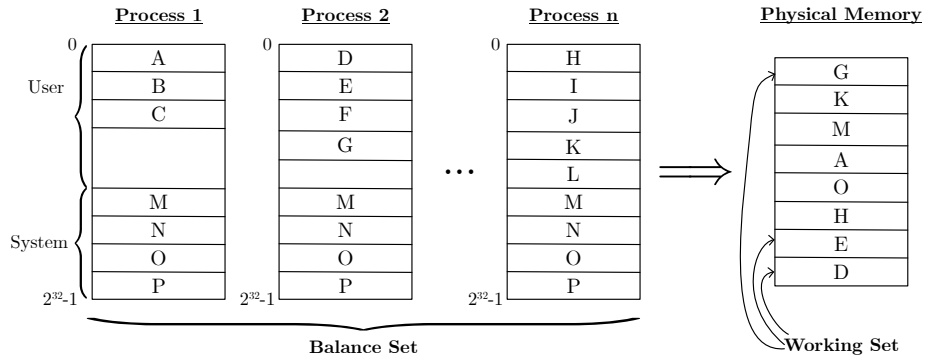 Process 1 Process 2 Process n Physical Memory
0 0 0
User
System
A
B
C
M
N
O
P
2³²-1
D
E
F
G
M
N
O
P
2³²-1
...
H
I
J
K
L
M
N
O
P
2³²-1
G
K
M
A
O
H
E
D
Balance Set
Working Set